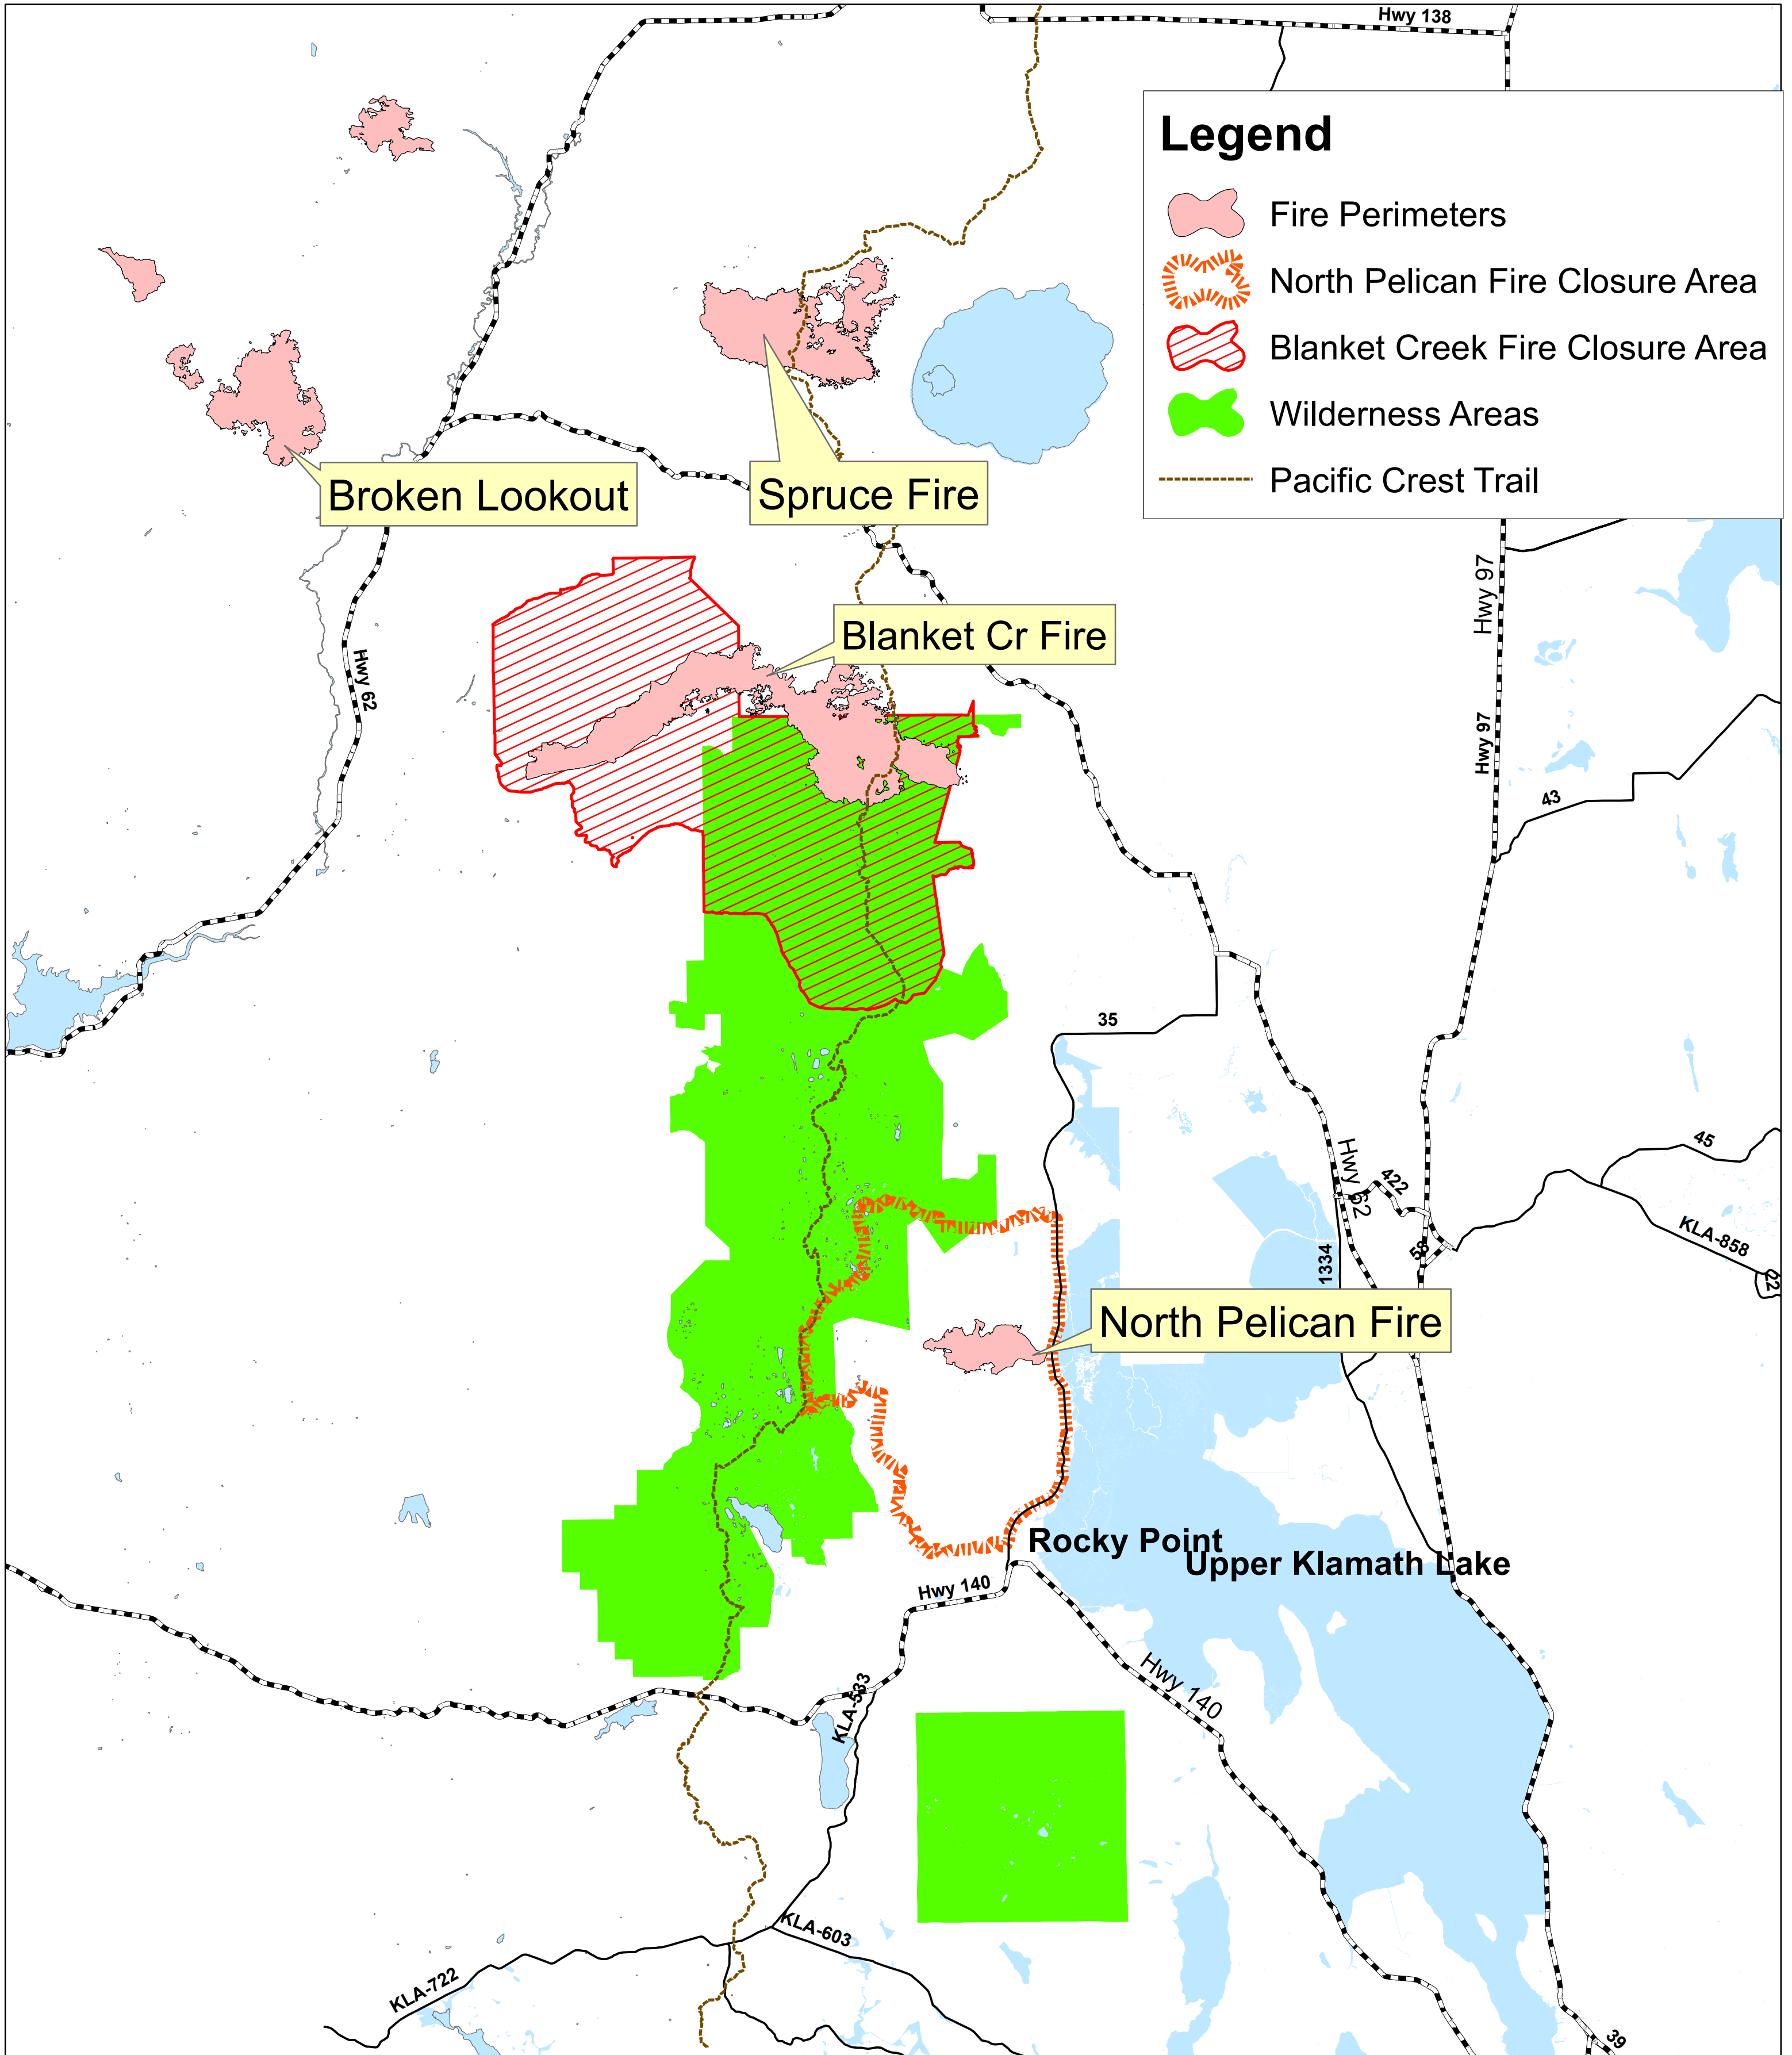 Hwy 138
Legend
Fire Perimeters
North Pelican Fire Closure Area
Blanket Creek Fire Closure Area
Wilderness Areas
Pacific Crest Trail
Broken Lookout
Spruce Fire
Hwy 97
Blanket Cr Fire
Hwy 62
Hwy 97
43
35
45
Hwy 62
422
KLA-858
58
1334
22
North Pelican Fire
Rocky Point
Upper Klamath Lake
Hwy 140
Hwy 140
KLA-533
KLA-603
KLA-722
39